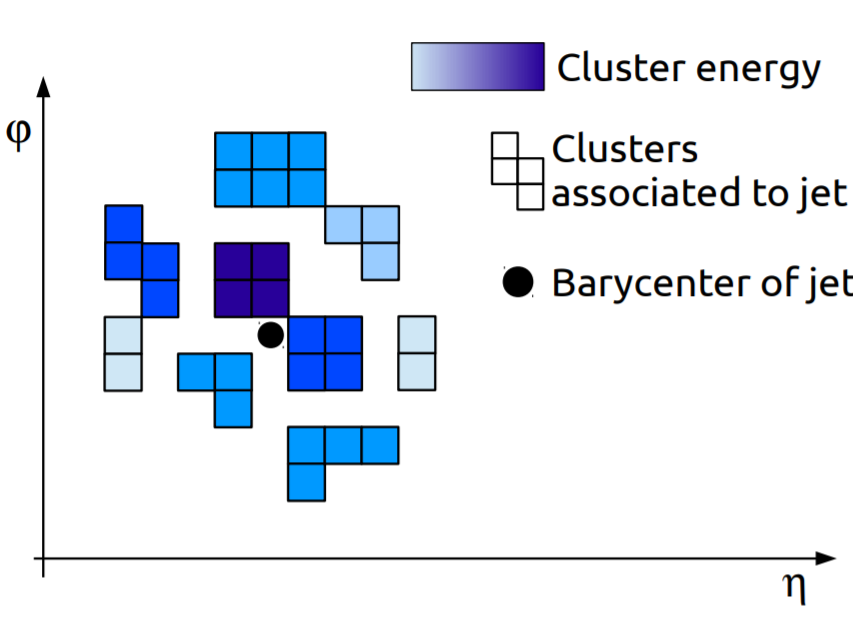 Cluster energy
φ
Clusters
associated to jet
Barycenter of jet
η